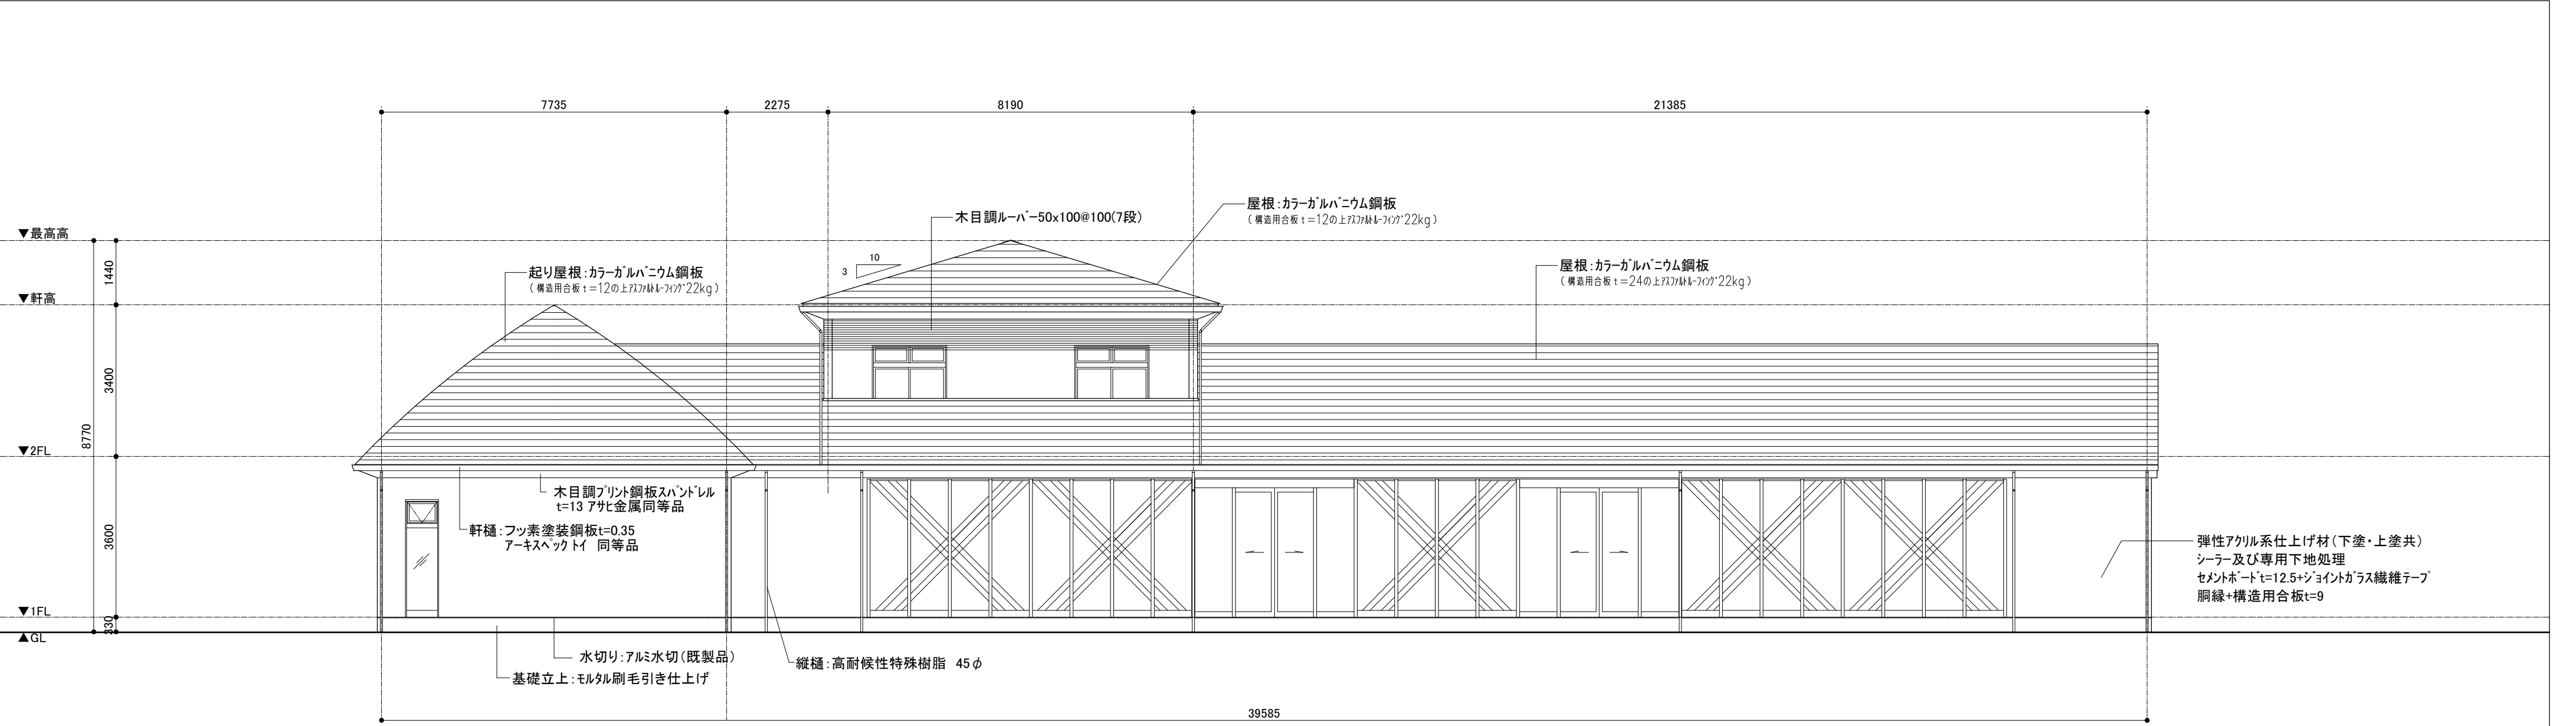 7735
2275
8190
21385
屋根:カラーガルバニウム鋼板
(構造用合板t=12の上アスファルトルーフィング22kg)
木目調ルーバー50x100@100(7段)
▼最高高
10
3
屋根:カラーガルバニウム鋼板
(構造用合板t=24の上アスファルトルーフィング22kg)
起り屋根:カラーガルバニウム鋼板
(構造用合板t=12の上アスファルトルーフィング22kg)
1440
▼軒高
3400
8770
▼2FL
木目調プリント鋼板スパンドレル
t=13 アサヒ金属同等品
軒樋:フッ素塗装鋼板t=0.35
アーキスペックトイ 同等品
3600
弾性アクリル系仕上げ材(下塗・上塗共)
シーラー及び専用下地処理
セメントボードt=12.5+ジョイントガラス繊維テープ
胴縁+構造用合板t=9
▼1FL
330
▲GL
水切り:アルミ水切(既製品)
縦樋:高耐候性特殊樹脂 45φ
基礎立上:モルタル刷毛引き仕上げ
39585